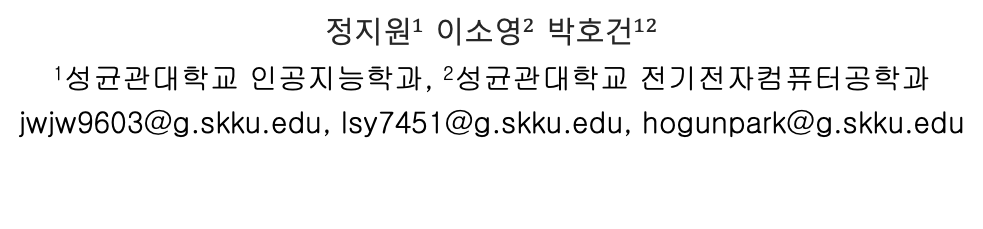 정지원¹ 이소영² 박호건¹²
¹성균관대학교 인공지능학과, ²성균관대학교 전기전자컴퓨터공학과
jwjw9603@g.skku.edu, lsy7451@g.skku.edu, hogunpark@g.skku.edu